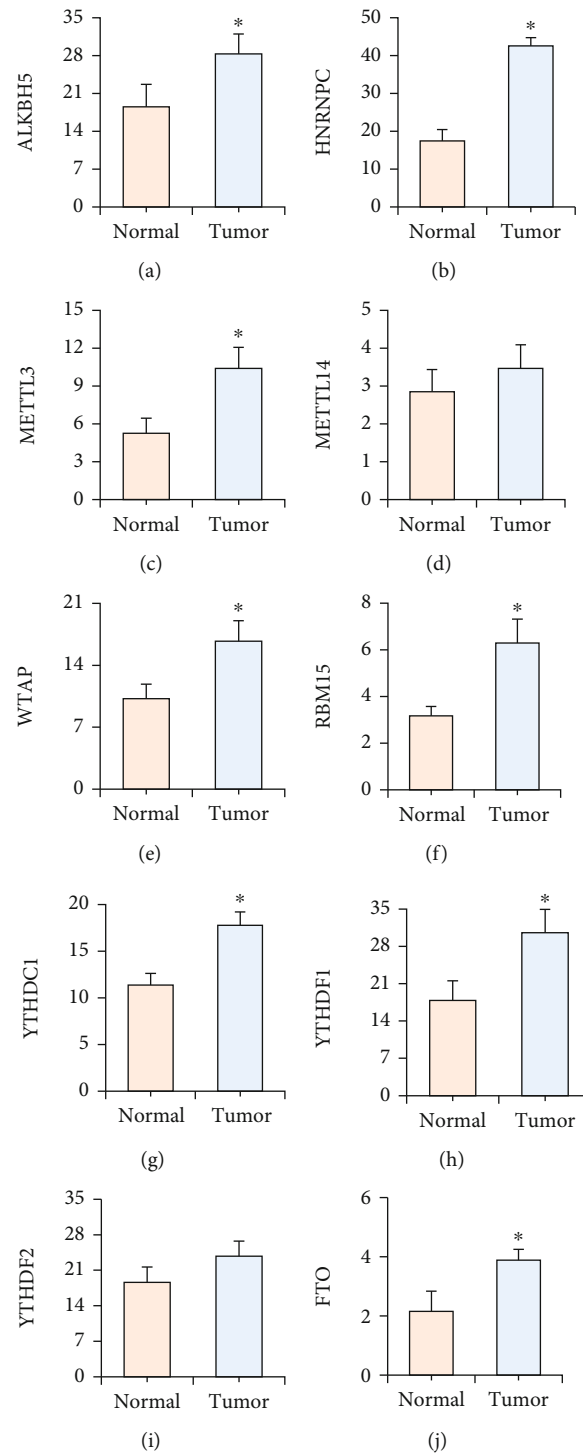 ALKBH5
35
28
21
14
7
0
*
Normal Tumor
(a)
HNRNPC
50
40
30
20
10
0
*
Normal Tumor
(b)
METTL3
15
12
9
6
3
0
*
Normal Tumor
(c)
METTL14
5
4
3
2
1
0
Normal Tumor
(d)
WTAP
21
14
7
0
*
Normal Tumor
(e)
RBM15
8
6
4
2
0
*
Normal Tumor
(f)
YTHDC1
20
15
10
5
0
*
Normal Tumor
(g)
YTHDF1
35
28
21
14
7
0
*
Normal Tumor
(h)
YTHDF2
35
28
21
14
7
0
Normal Tumor
(i)
FTO
6
4
2
0
*
Normal Tumor
(j)